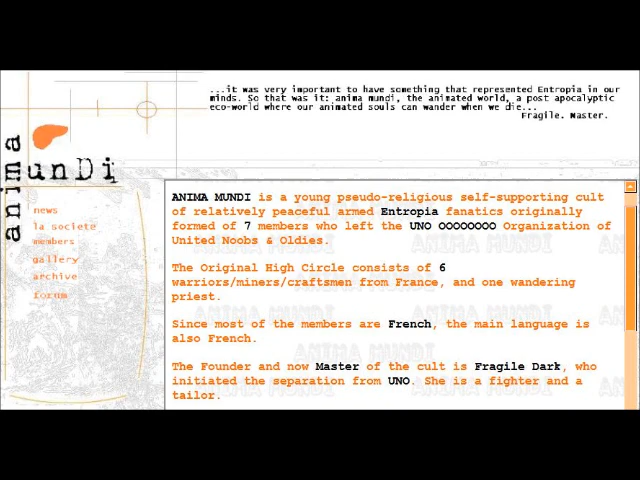 ...it was very important to have something that represented Entropia in our
minds. So that was it: anima mundi, the animated world, a post apocalyptic
eco-world where our animated souls can wander when we die...
Fragile. Master.
anima
unDi
news
la societe
members
gallery
archive
forum
ANIMA MUNDI is a young pseudo-religious self-supporting cult
of relatively peaceful armed Entropia fanatics originally
formed of 7 members who left the UNO OOOOOOOO Organization of
United Noobs & Oldies.
The Original High Circle consists of 6
warriors/miners/craftsmen from France, and one wandering
priest.
Since most of the members are French, the main language is
also French.
The Founder and now Master of the cult is Fragile Dark, who
initiated the separation from UNO. She is a fighter and a
tailor.